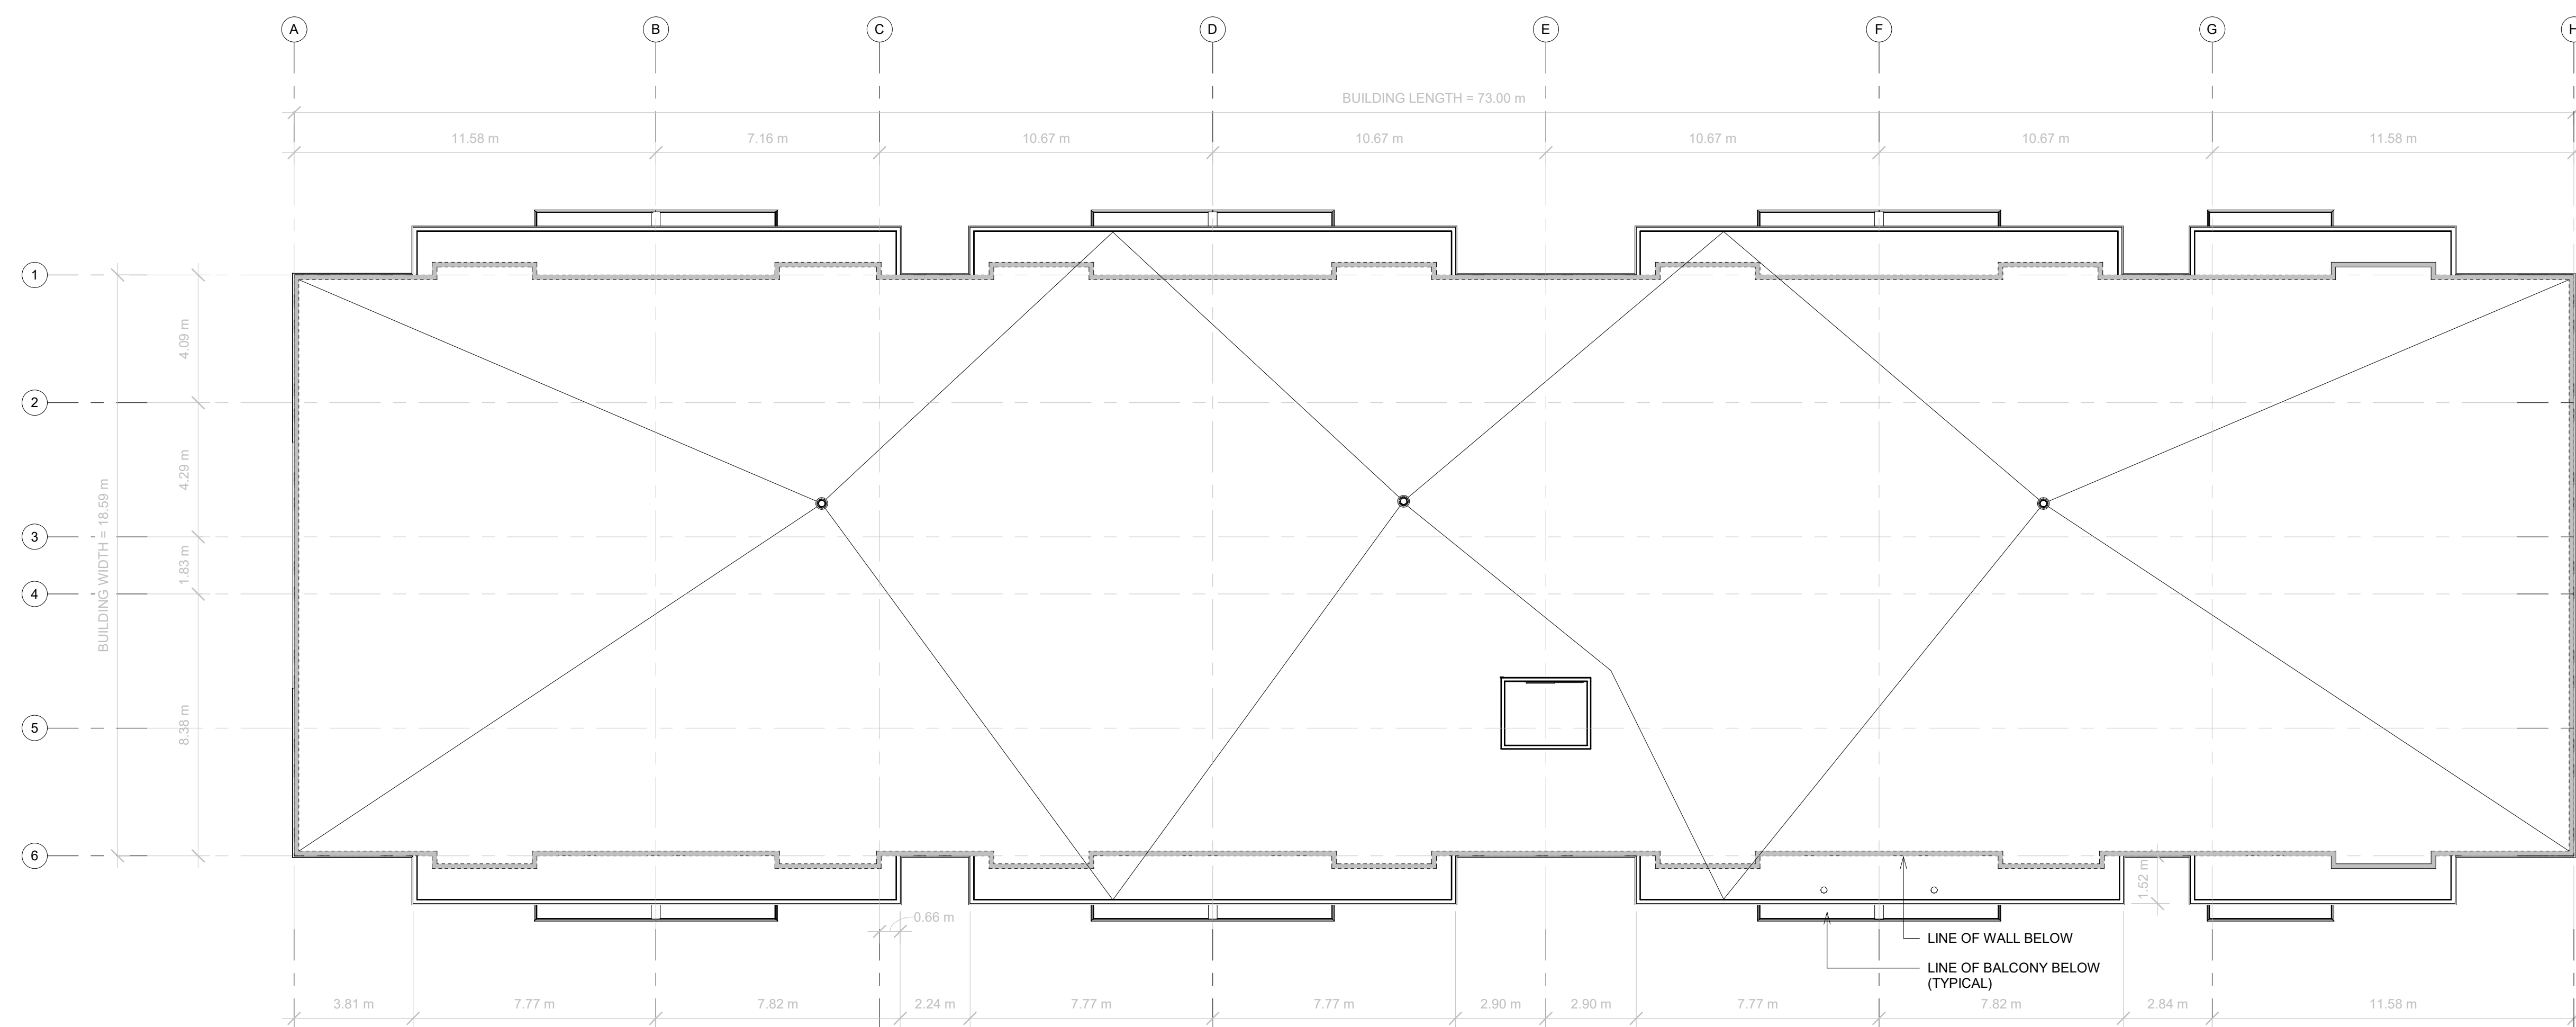 A B C D E F G H
BUILDING LENGTH = 73.00 m
11.58 m 7.16 m 10.67 m 10.67 m 10.67 m 10.67 m 11.58 m
1
4.09 m
2
4.29 m
BUILDING WIDTH = 18.59 m
3
1.83 m
4
8.38 m
5
6
1.52 m
0.66 m
LINE OF WALL BELOW
LINE OF BALCONY BELOW
(TYPICAL)
3.81 m 7.77 m 7.82 m 2.24 m 7.77 m 7.77 m 2.90 m 2.90 m 7.77 m 7.82 m 2.84 m 11.58 m